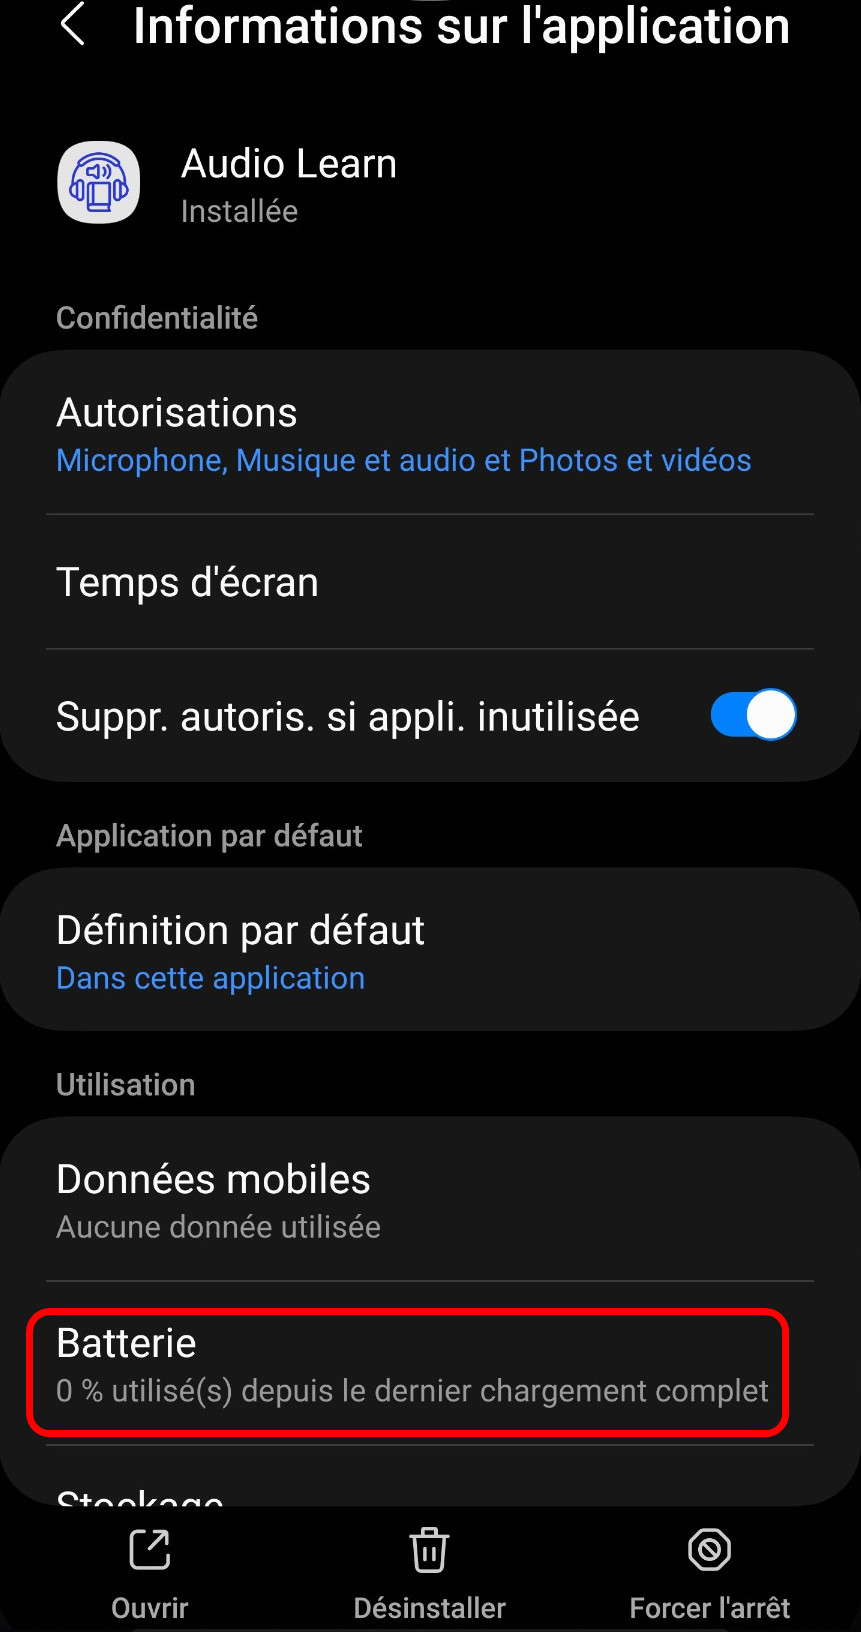 Informations sur l'application
Audio Learn
Installée
Confidentialité
Autorisations
Microphone, Musique et audio et Photos et vidéos
Temps d'écran
Suppr. autoris. si appli. inutilisée
Application par défaut
Définition par défaut
Dans cette application
Utilisation
Données mobiles
Aucune donnée utilisée
Batterie
0 % utilisé(s) depuis le dernier chargement complet
Stockage
Ouvrir
Désinstaller
Forcer l'arrêt